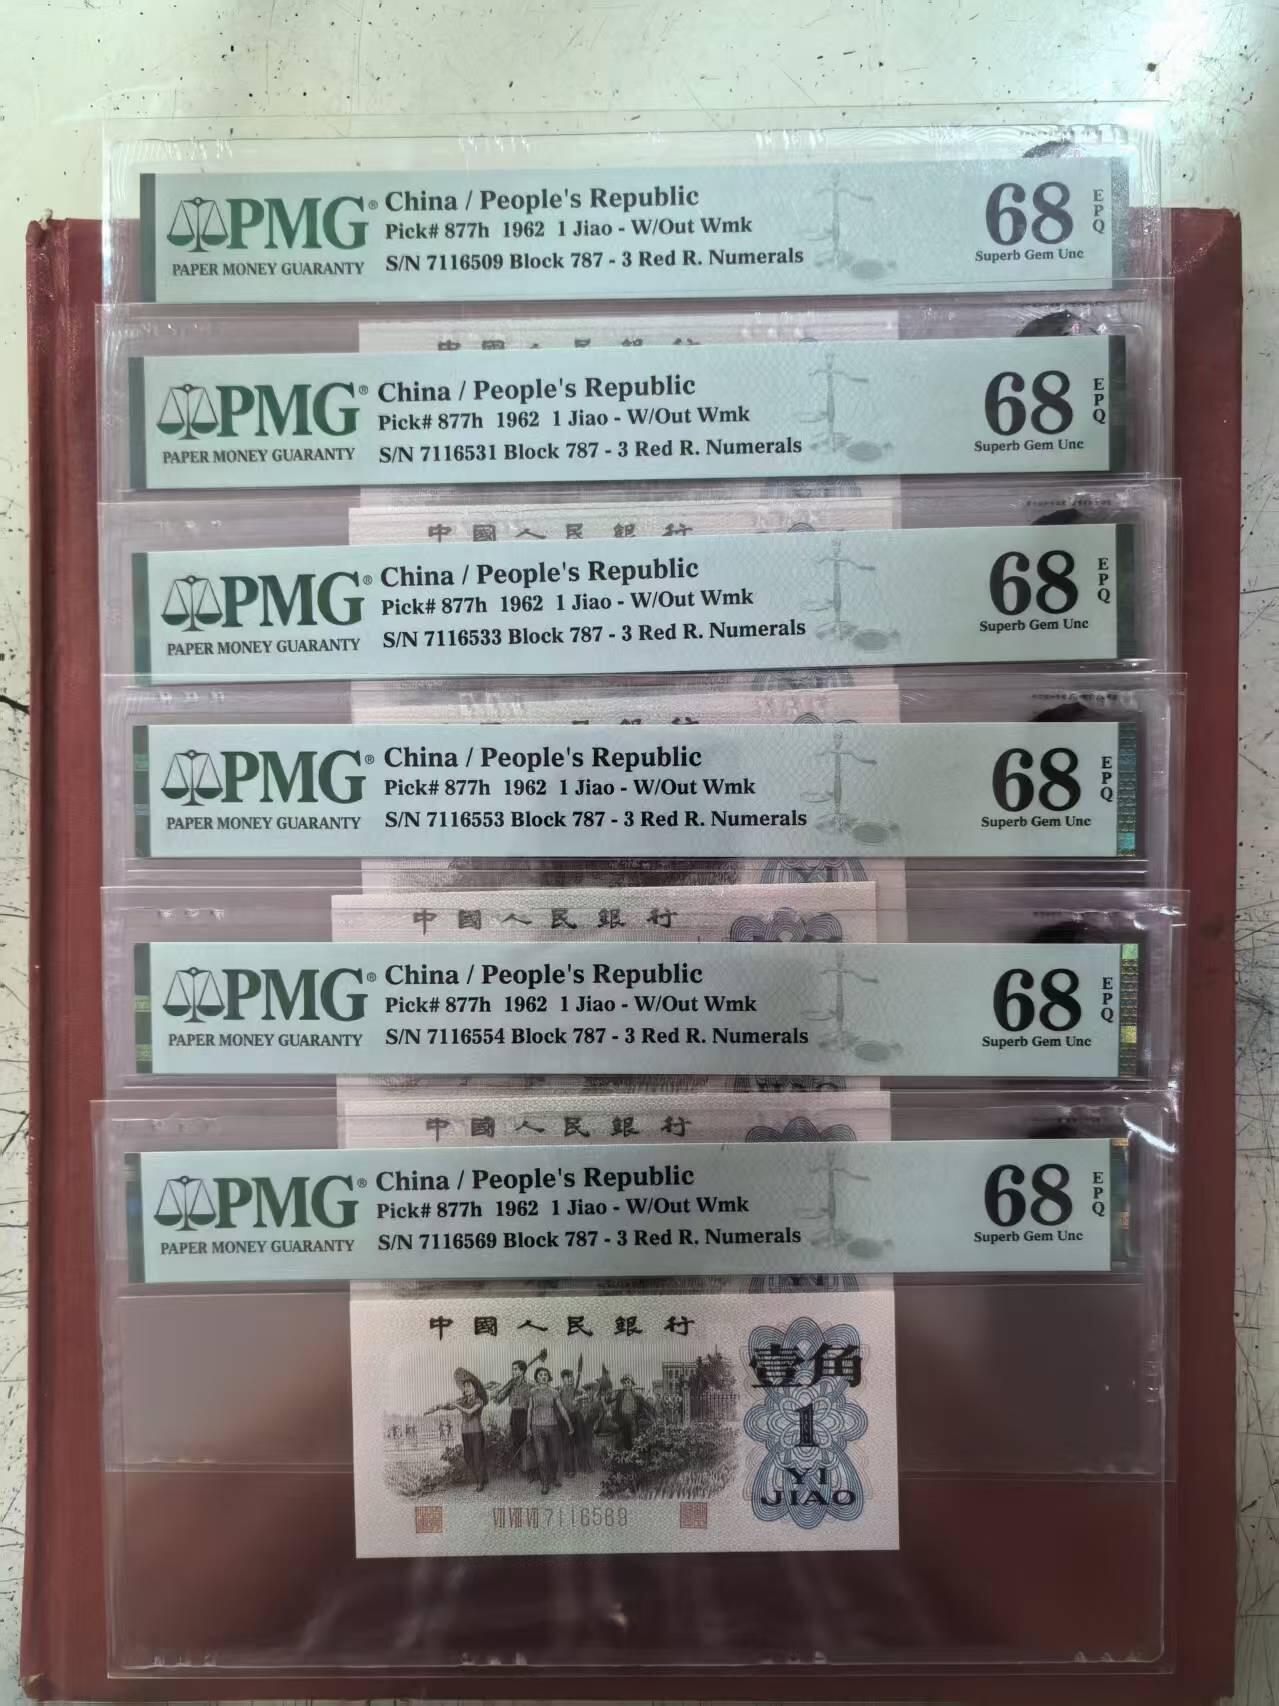 PMG®
PAPER MONEY GUARANTY
China / People's Republic
Pick# 877h 1962 1 Jiao - W/Out Wmk
S/N 7116509 Block 787 - 3 Red R. Numerals
68 EPQ
Superb Gem Unc
PMG®
PAPER MONEY GUARANTY
China / People's Republic
Pick# 877h 1962 1 Jiao - W/Out Wmk
S/N 7116531 Block 787 - 3 Red R. Numerals
68 EPQ
Superb Gem Unc
中國人民銀行
PMG®
PAPER MONEY GUARANTY
China / People's Republic
Pick# 877h 1962 1 Jiao - W/Out Wmk
S/N 7116533 Block 787 - 3 Red R. Numerals
68 EPQ
Superb Gem Unc
PMG®
PAPER MONEY GUARANTY
China / People's Republic
Pick# 877h 1962 1 Jiao - W/Out Wmk
S/N 7116553 Block 787 - 3 Red R. Numerals
68 EPQ
Superb Gem Unc
中國人民銀行
PMG®
PAPER MONEY GUARANTY
China / People's Republic
Pick# 877h 1962 1 Jiao - W/Out Wmk
S/N 7116554 Block 787 - 3 Red R. Numerals
68 EPQ
Superb Gem Unc
中國人民銀行
PMG®
PAPER MONEY GUARANTY
China / People's Republic
Pick# 877h 1962 1 Jiao - W/Out Wmk
S/N 7116569 Block 787 - 3 Red R. Numerals
68 EPQ
Superb Gem Unc
中國人民銀行
壹角
1
YI
JIAO
Ⅶ Ⅷ Ⅶ 7116569